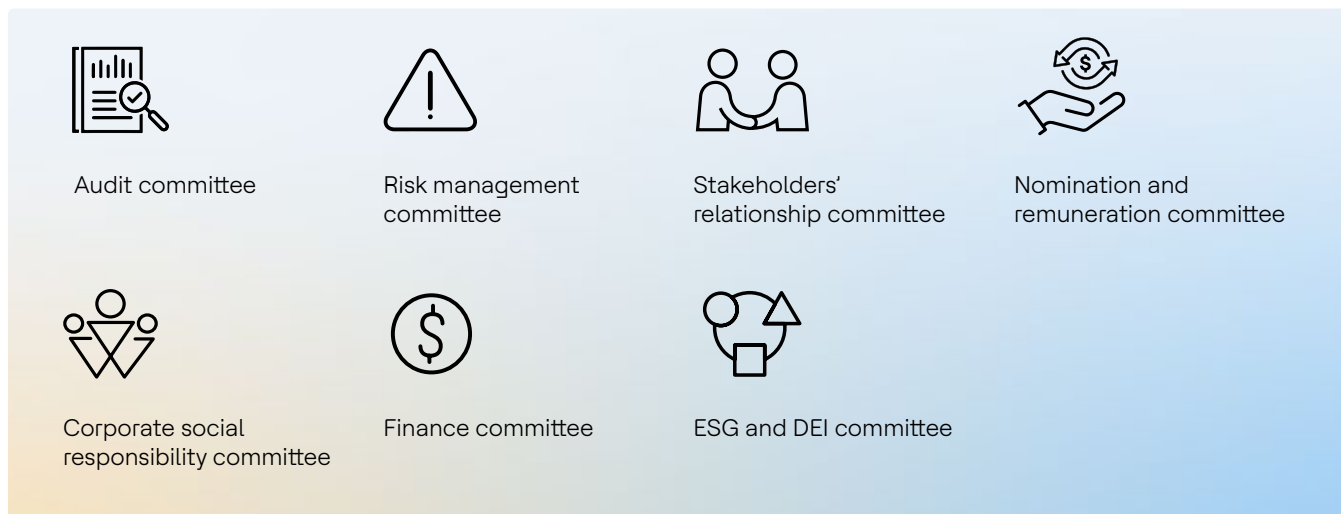 Audit committee
Risk management
committee
Stakeholders’
relationship committee
Nomination and
remuneration committee
Corporate social
responsibility committee
Finance committee
ESG and DEI committee